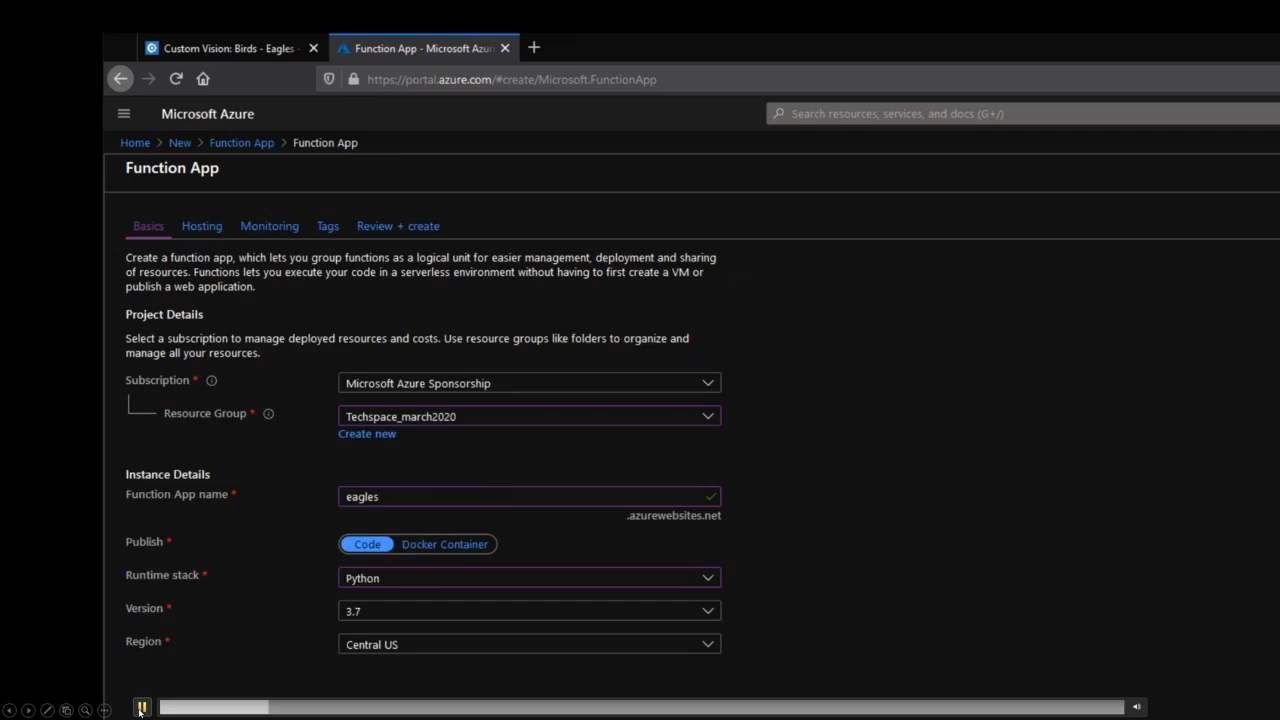 Custom Vision: Birds - Eagles -
Function App - Microsoft Azur
https://portal.azure.com/#create/Microsoft.FunctionApp
Microsoft Azure
Search resources, services, and docs (G+/)
Home > New > Function App > Function App
Function App
Basics Hosting Monitoring Tags Review + create
Create a function app, which lets you group functions as a logical unit for easier management, deployment and sharing
of resources. Functions lets you execute your code in a serverless environment without having to first create a VM or
publish a web application.
Project Details
Select a subscription to manage deployed resources and costs. Use resource groups like folders to organize and
manage all your resources.
Subscription *
Microsoft Azure Sponsorship
Resource Group *
Techspace_march2020
Create new
Instance Details
Function App name *
eagles
.azurewebsites.net
Publish *
Code Docker Container
Runtime stack *
Python
Version *
3.7
Region *
Central US